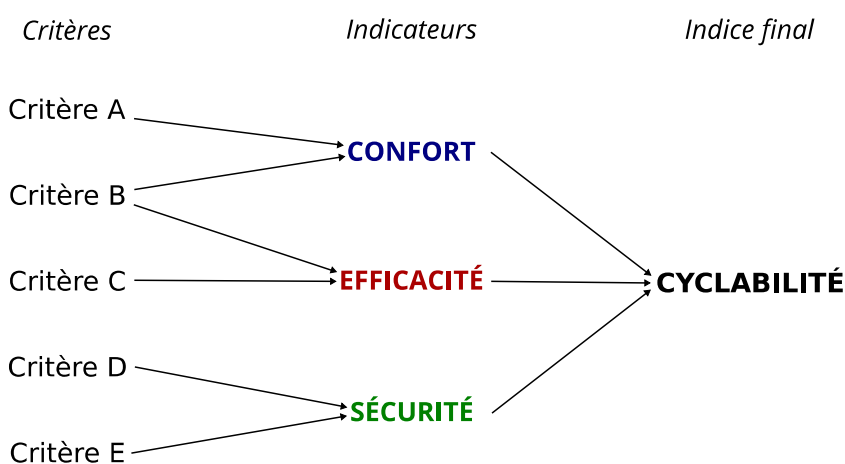 Critères Indicateurs Indice final
Critère A
CONFORT
Critère B
EFFICACITÉ
Critère C
CYCLABILITÉ
Critère D
SÉCURITÉ
Critère E